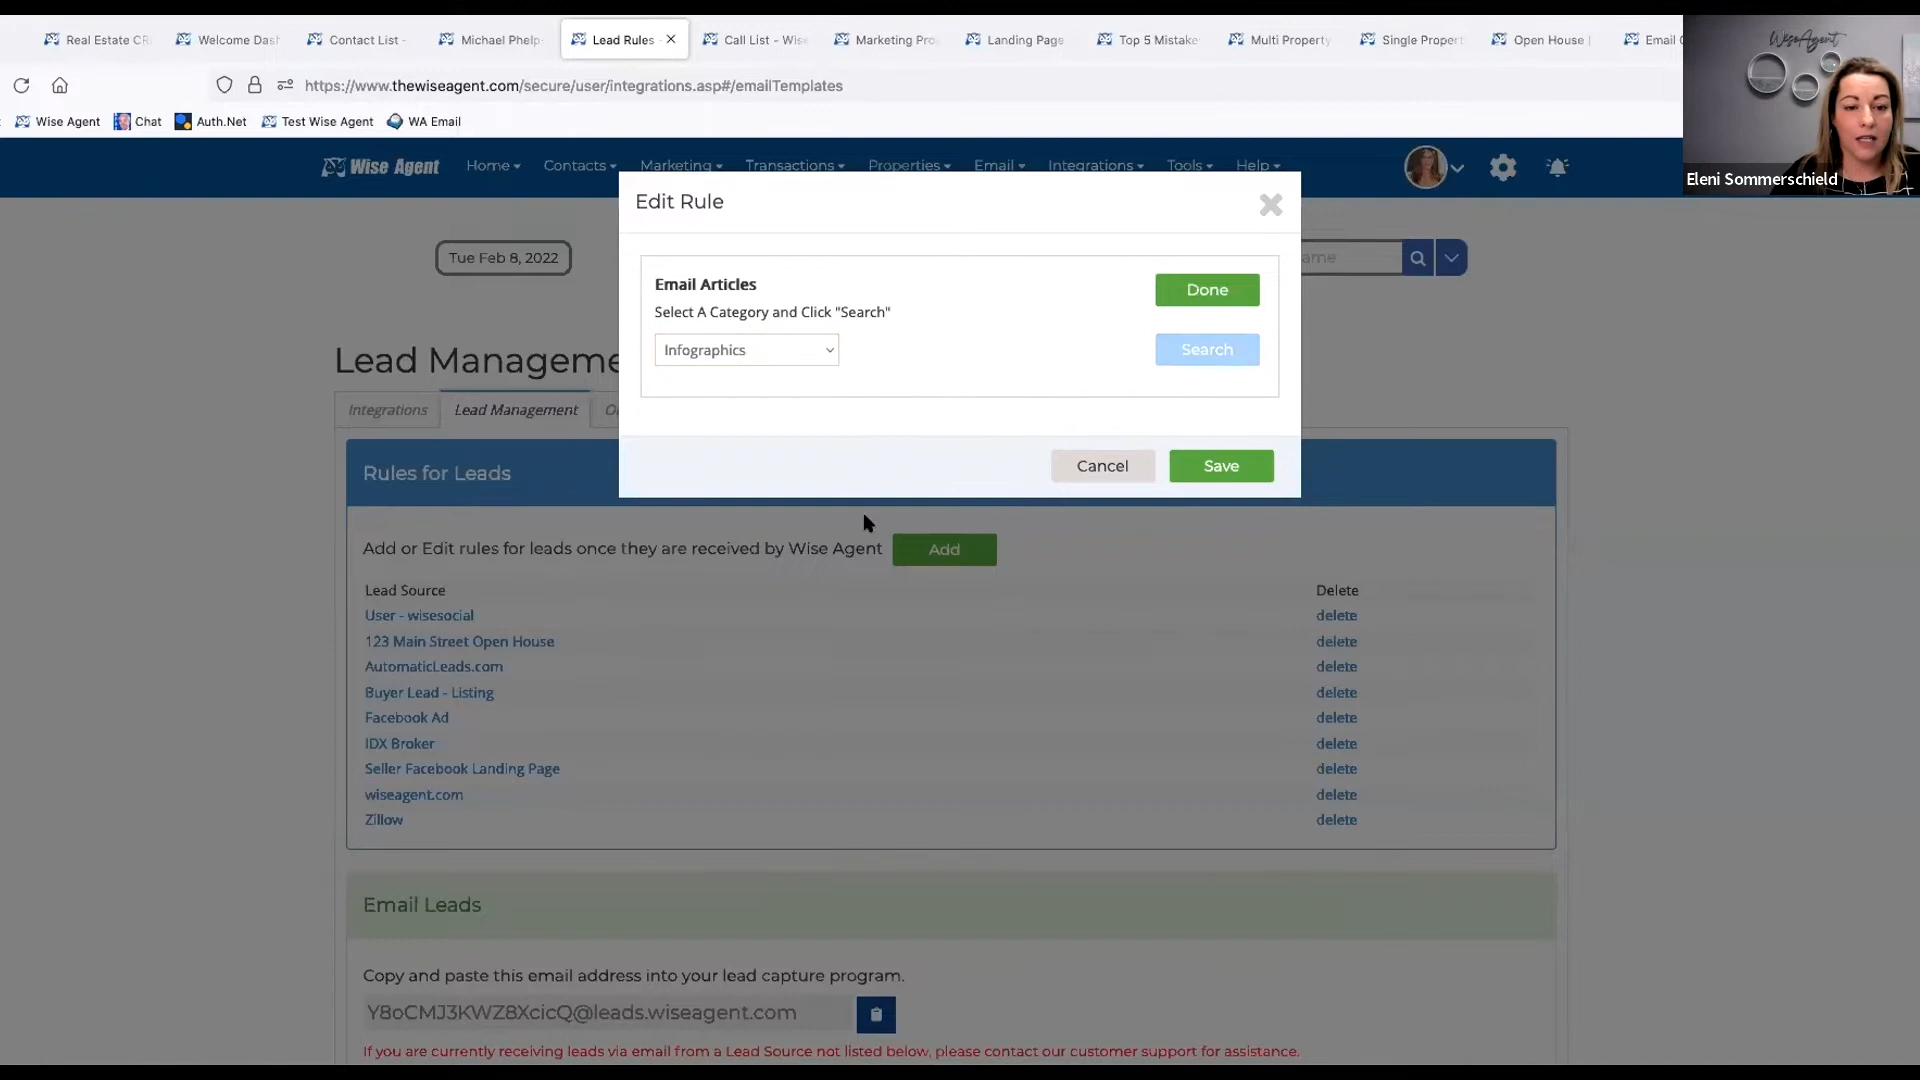 Real Estate CR
Welcome Das
Contact List -
Michael Phelp
Lead Rules -
Call List - Wis
Marketing Pro
Landing Page
Top 5 Mistake
Multi Property
Single Propert
Open House |
Email C
https://www.thewiseagent.com/secure/user/integrations.asp#/emailTemplates
Wise Agent
Chat
Auth.Net
Test Wise Agent
WA Email
WiseAgent
Eleni Sommerschield
Wise Agent
Home
Contacts
Marketing
Transactions
Properties
Email
Integrations
Tools
Help
Edit Rule
Tue Feb 8, 2022
ame
Email Articles
Done
Select A Category and Click "Search"
Infographics
Search
Lead Manageme
Integrations
Lead Management
Cancel
Save
Rules for Leads
Add or Edit rules for leads once they are received by Wise Agent
Add
Lead Source
Delete
User - wisesocial
delete
123 Main Street Open House
delete
AutomaticLeads.com
delete
Buyer Lead - Listing
delete
Facebook Ad
delete
IDX Broker
delete
Seller Facebook Landing Page
delete
wiseagent.com
delete
Zillow
delete
Email Leads
Copy and paste this email address into your lead capture program.
Y8oCMJ3KWZ8XcicQ@leads.wiseagent.com
If you are currently receiving leads via email from a Lead Source not listed below, please contact our customer support for assistance.